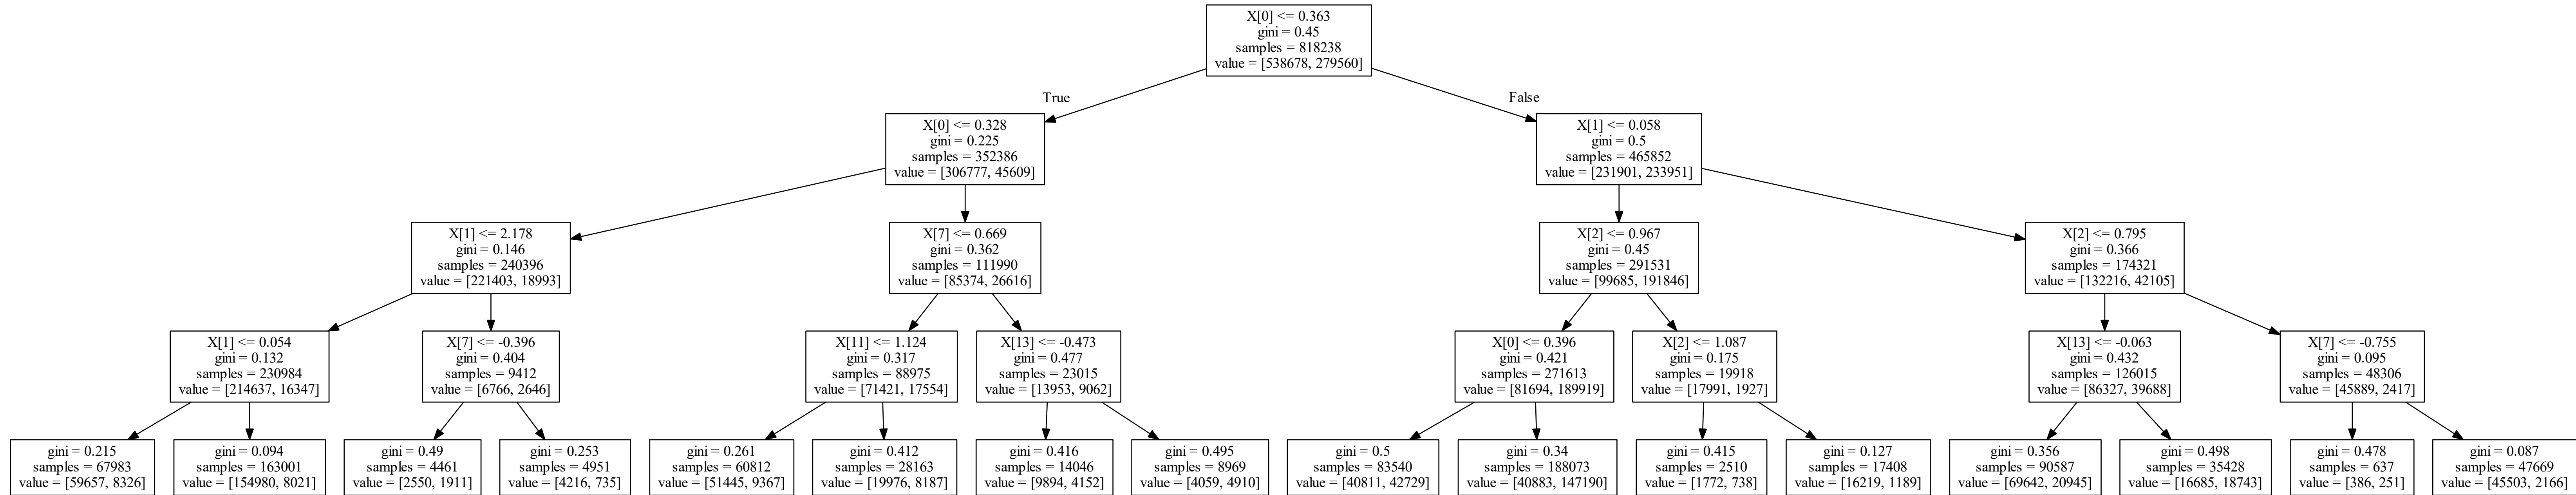 X[0] <= 0.363
gini = 0.45
samples = 818238
value = [538678, 279560]
True
False
X[0] <= 0.328
gini = 0.225
samples = 352386
value = [306777, 45609]
X[1] <= 0.058
gini = 0.5
samples = 465852
value = [231901, 233951]
X[1] <= 2.178
gini = 0.146
samples = 240396
value = [221403, 18993]
X[7] <= 0.669
gini = 0.362
samples = 111990
value = [85374, 26616]
X[2] <= 0.967
gini = 0.45
samples = 291531
value = [99685, 191846]
X[2] <= 0.795
gini = 0.366
samples = 174321
value = [132216, 42105]
X[1] <= 0.054
gini = 0.132
samples = 230984
value = [214637, 16347]
X[7] <= -0.396
gini = 0.404
samples = 9412
value = [6766, 2646]
X[11] <= 1.124
gini = 0.317
samples = 88975
value = [71421, 17554]
X[13] <= -0.473
gini = 0.477
samples = 23015
value = [13953, 9062]
X[0] <= 0.396
gini = 0.421
samples = 271613
value = [81694, 189919]
X[2] <= 1.087
gini = 0.175
samples = 19918
value = [17991, 1927]
X[13] <= -0.063
gini = 0.432
samples = 126015
value = [86327, 39688]
X[7] <= -0.755
gini = 0.095
samples = 48306
value = [45889, 2417]
gini = 0.215
samples = 67983
value = [59657, 8326]
gini = 0.094
samples = 163001
value = [154980, 8021]
gini = 0.49
samples = 4461
value = [2550, 1911]
gini = 0.253
samples = 4951
value = [4216, 735]
gini = 0.261
samples = 60812
value = [51445, 9367]
gini = 0.412
samples = 28163
value = [19976, 8187]
gini = 0.416
samples = 14046
value = [9894, 4152]
gini = 0.495
samples = 8969
value = [4059, 4910]
gini = 0.5
samples = 83540
value = [40811, 42729]
gini = 0.34
samples = 188073
value = [40883, 147190]
gini = 0.415
samples = 2510
value = [1772, 738]
gini = 0.127
samples = 17408
value = [16219, 1189]
gini = 0.356
samples = 90587
value = [69642, 20945]
gini = 0.498
samples = 35428
value = [16685, 18743]
gini = 0.478
samples = 637
value = [386, 251]
gini = 0.087
samples = 47669
value = [45503, 2166]